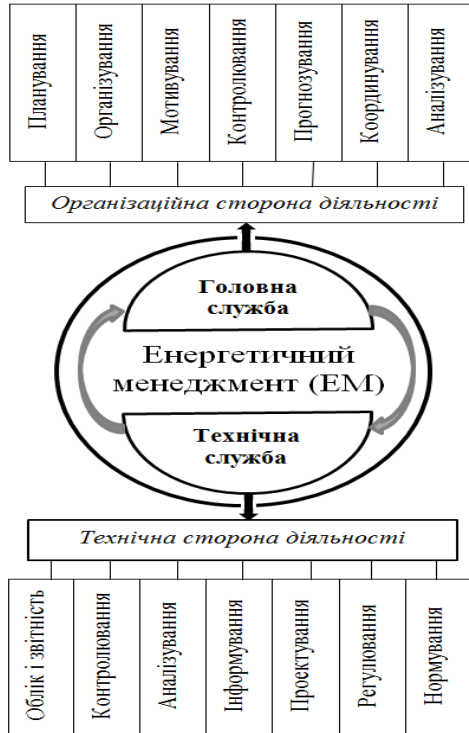 Планування
Організування
Мотивування
Контролювання
Прогнозування
Координування
Аналізування
Організаційна сторона діяльності
Головна
служба
Енергетичний
менеджмент (ЕМ)
Технічна
служба
Технічна сторона діяльності
Облік і звітність
Контролювання
Аналізування
Інформування
Проектування
Регулювання
Нормування